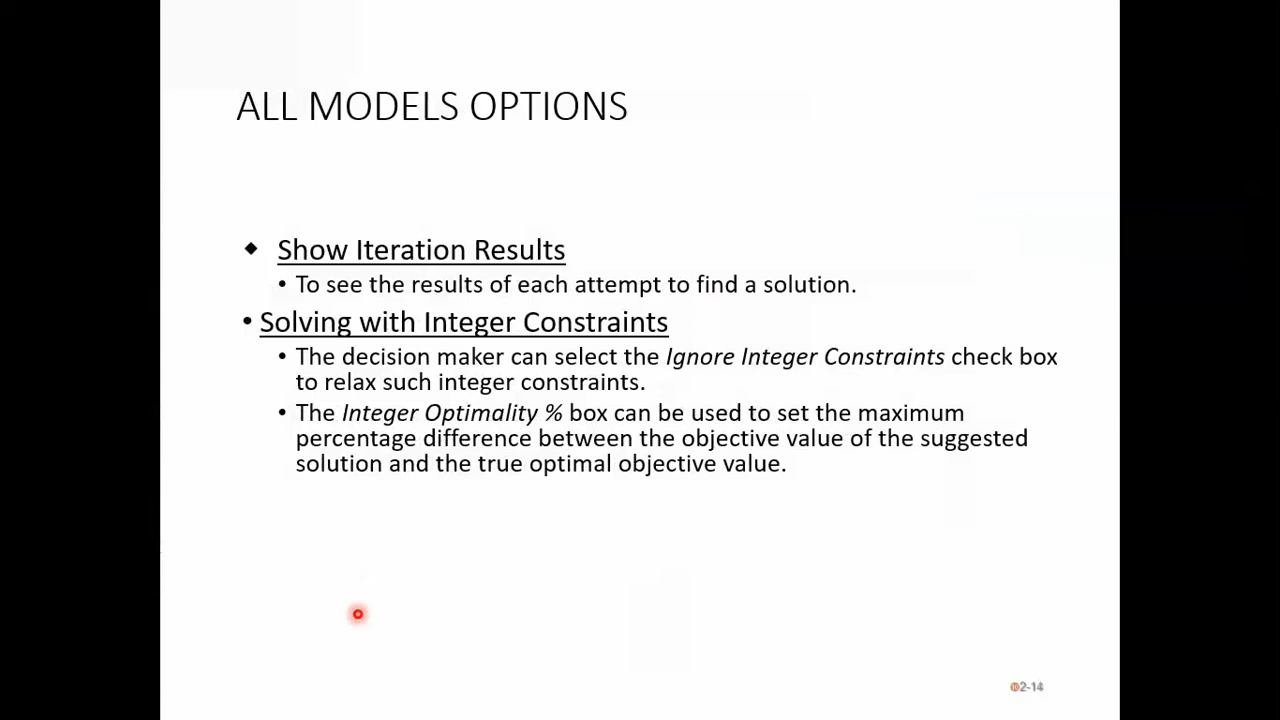 ALL MODELS OPTIONS
◆ Show Iteration Results
• To see the results of each attempt to find a solution.
• Solving with Integer Constraints
• The decision maker can select the Ignore Integer Constraints check box
to relax such integer constraints.
• The Integer Optimality % box can be used to set the maximum
percentage difference between the objective value of the suggested
solution and the true optimal objective value.
2-14